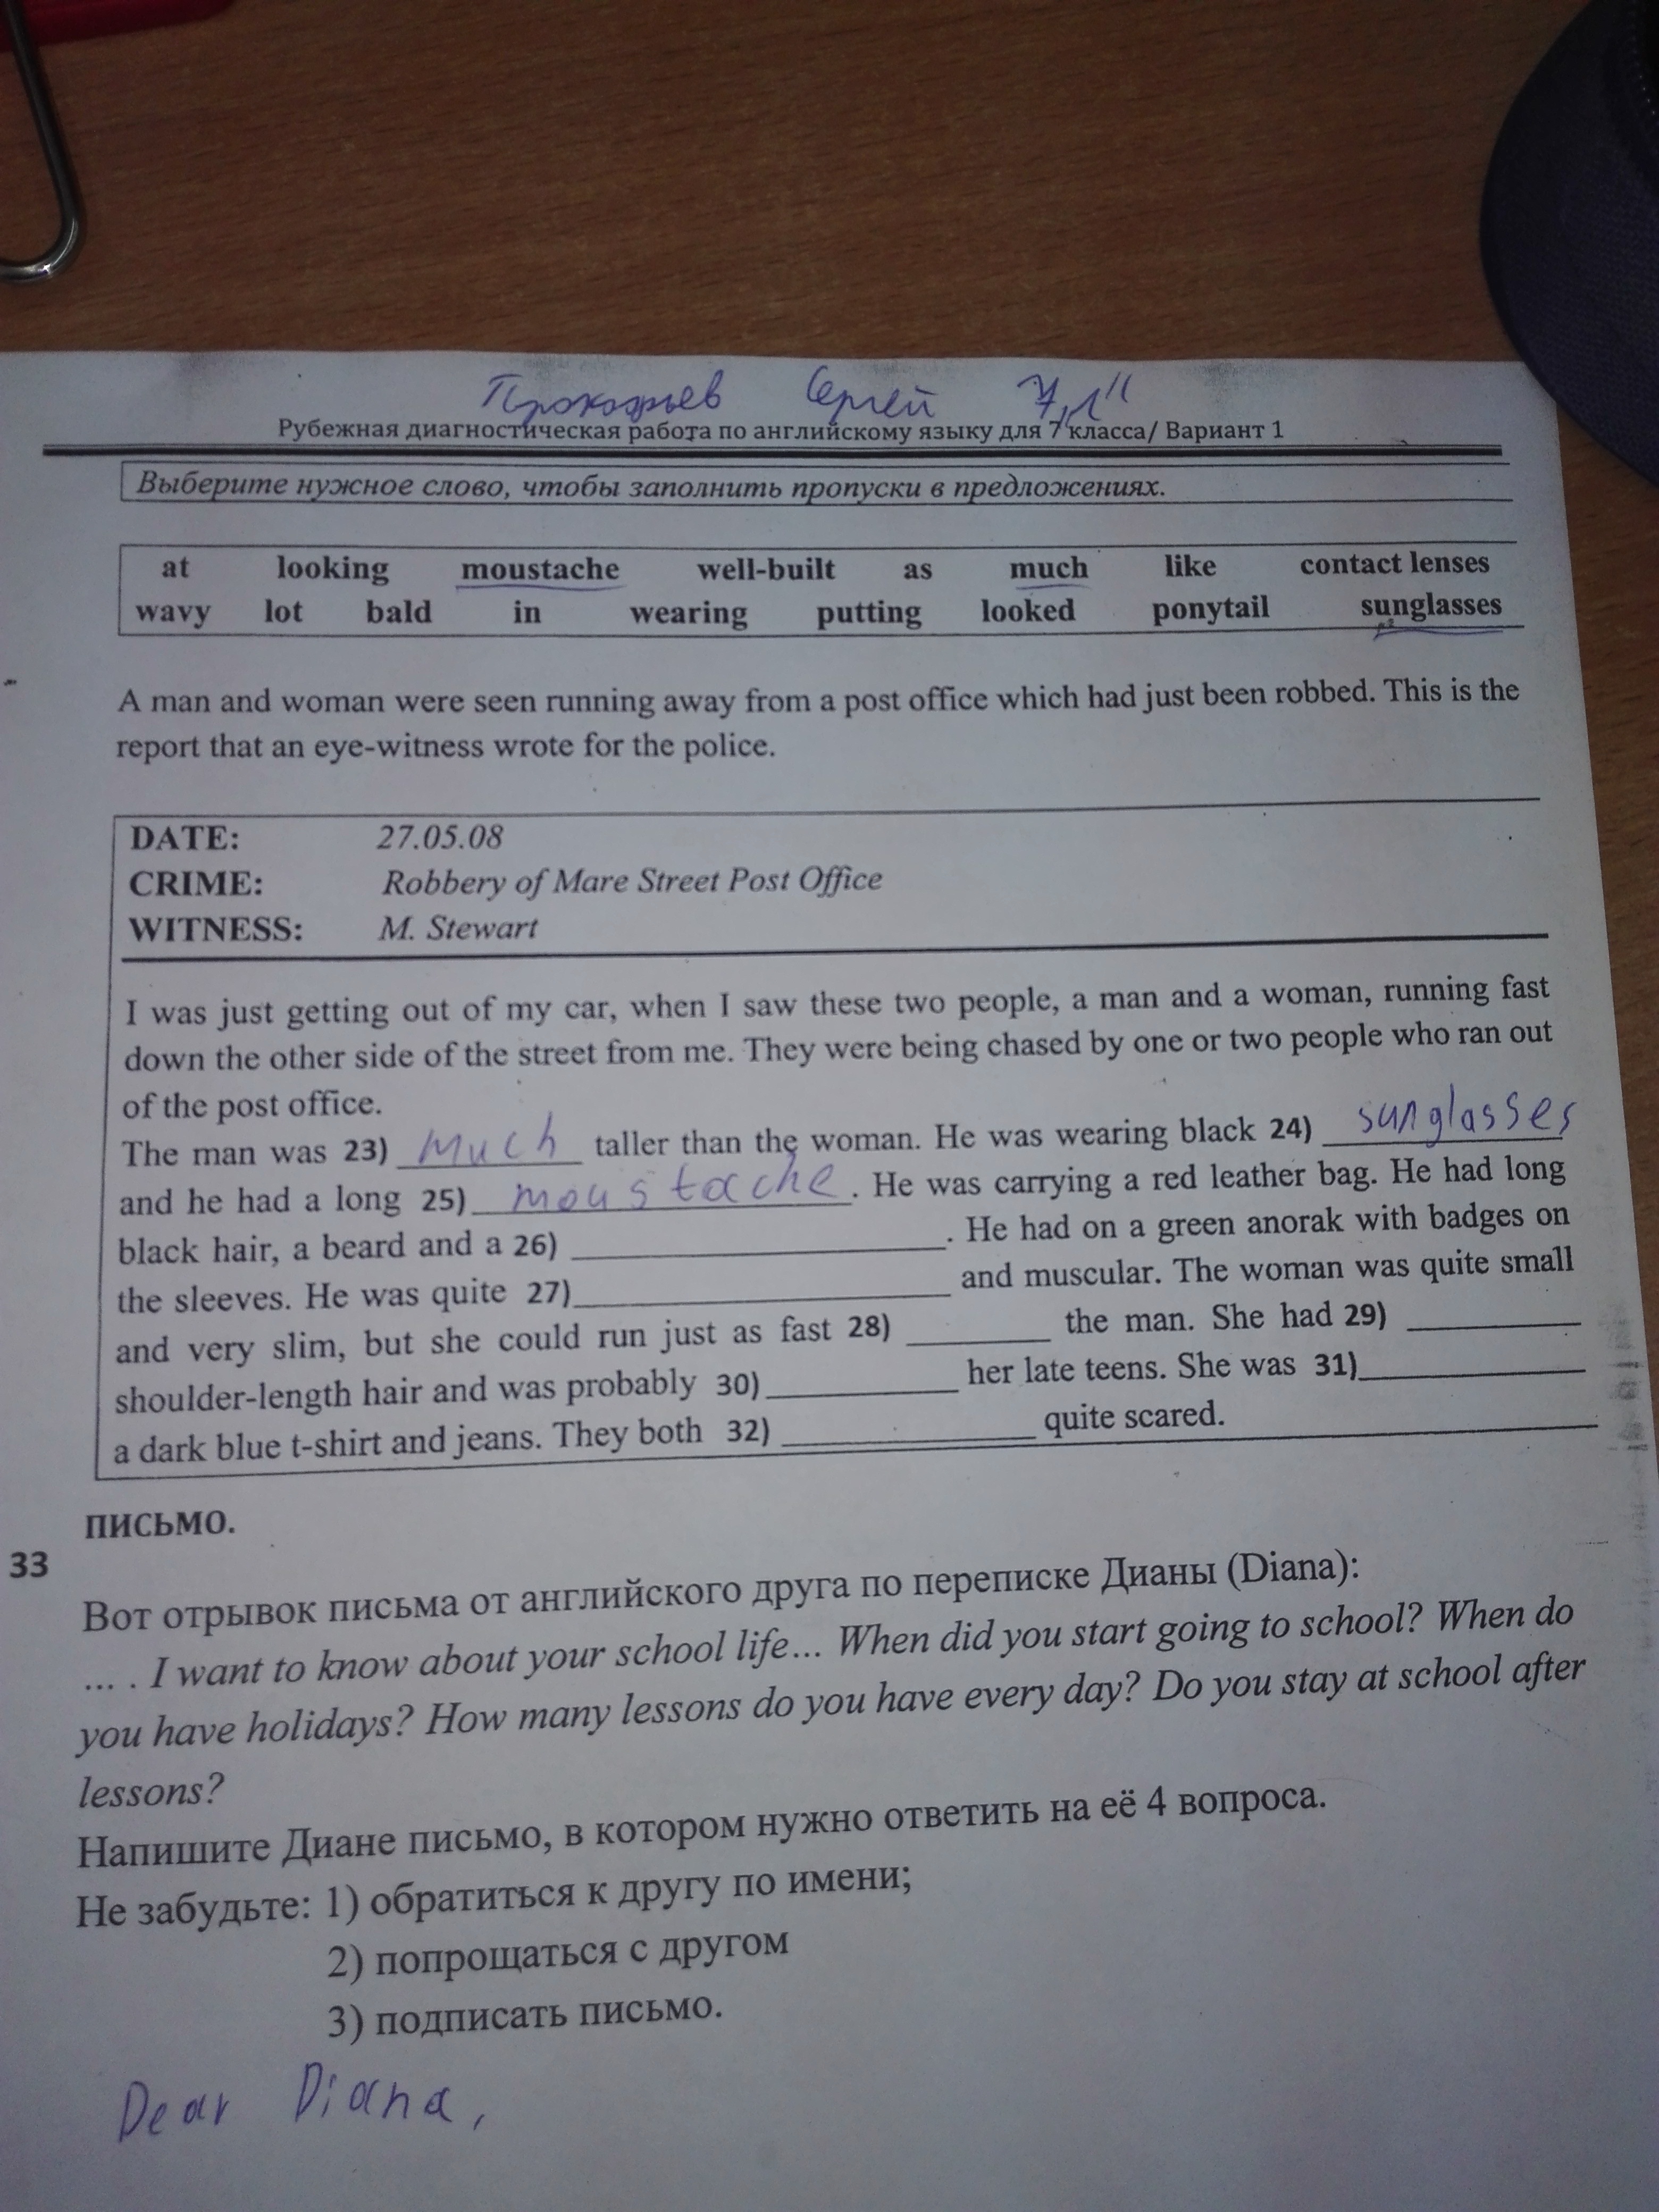 Прокофьев Сергей 7„Л"
Рубежная диагностическая работа по английскому языку для 7 класса/ Вариант 1
Выберите нужное слово, чтобы заполнить пропуски в предложениях.
at looking moustache well-built as much like contact lenses
wavy lot bald in wearing putting looked ponytail sunglasses
A man and woman were seen running away from a post office which had just been robbed. This is the
report that an eye-witness wrote for the police.
DATE: 27.05.08
CRIME: Robbery of Mare Street Post Office
WITNESS: M. Stewart
I was just getting out of my car, when I saw these two people, a man and a woman, running fast
down the other side of the street from me. They were being chased by one or two people who ran out
of the post office.
The man was 23) much taller than the woman. He was wearing black 24) sunglasses
and he had a long 25) moustache. He was carrying a red leather bag. He had long
black hair, a beard and a 26) ____. He had on a green anorak with badges on
the sleeves. He was quite 27) ____ and muscular. The woman was quite small
and very slim, but she could run just as fast 28) ____ the man. She had 29) ____
shoulder-length hair and was probably 30) ____ her late teens. She was 31) ____
a dark blue t-shirt and jeans. They both 32) ____ quite scared.
ПИСЬМО.
33
Вот отрывок письма от английского друга по переписке Дианы (Diana):
... . I want to know about your school life... When did you start going to school? When do
you have holidays? How many lessons do you have every day? Do you stay at school after
lessons?
Напишите Диане письмо, в котором нужно ответить на её 4 вопроса.
Не забудьте: 1) обратиться к другу по имени;
2) попрощаться с другом
3) подписать письмо.
Dear Diana,